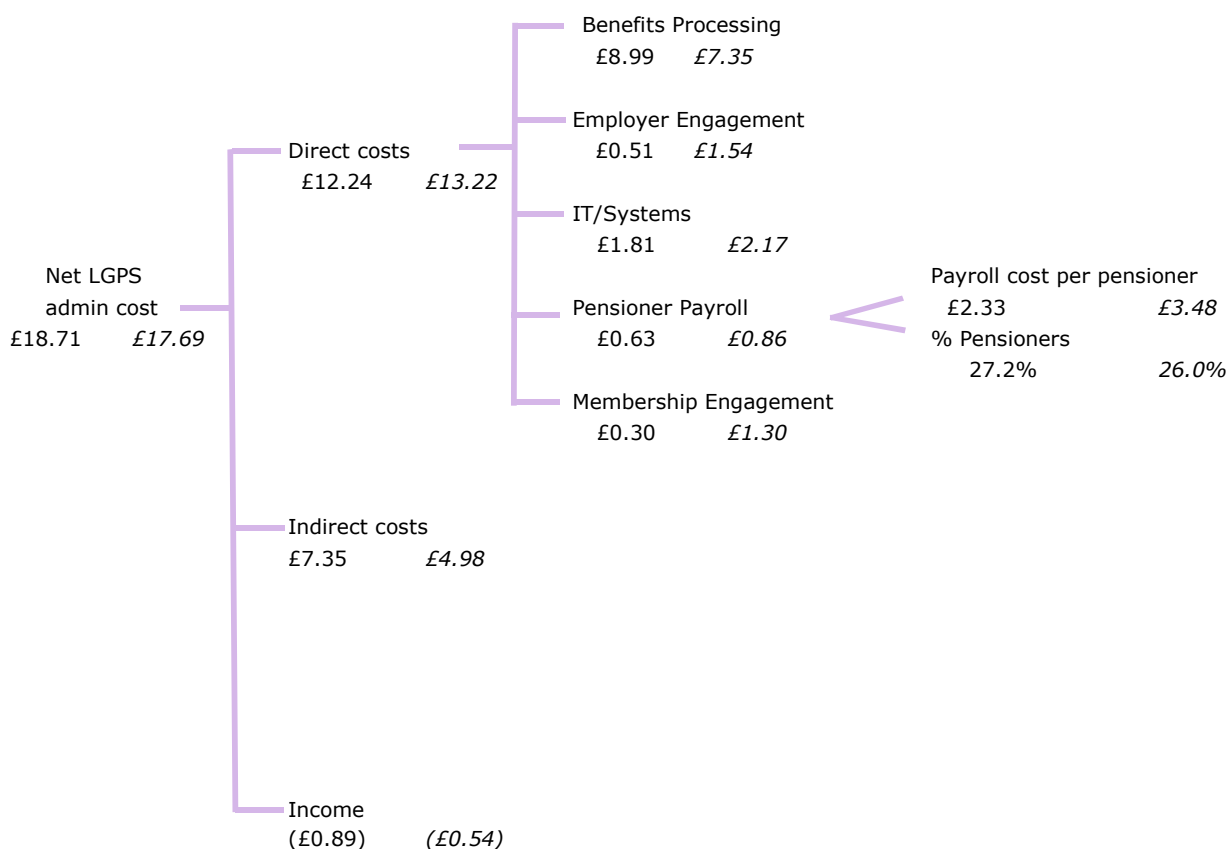 Benefits Processing
£8.99 £7.35
Employer Engagement
£0.51 £1.54
Direct costs
£12.24 £13.22
IT/Systems
£1.81 £2.17
Net LGPS
admin cost
£18.71 £17.69
Pensioner Payroll
£0.63 £0.86
Payroll cost per pensioner
£2.33 £3.48
% Pensioners
27.2% 26.0%
Membership Engagement
£0.30 £1.30
Indirect costs
£7.35 £4.98
Income
(£0.89) (£0.54)